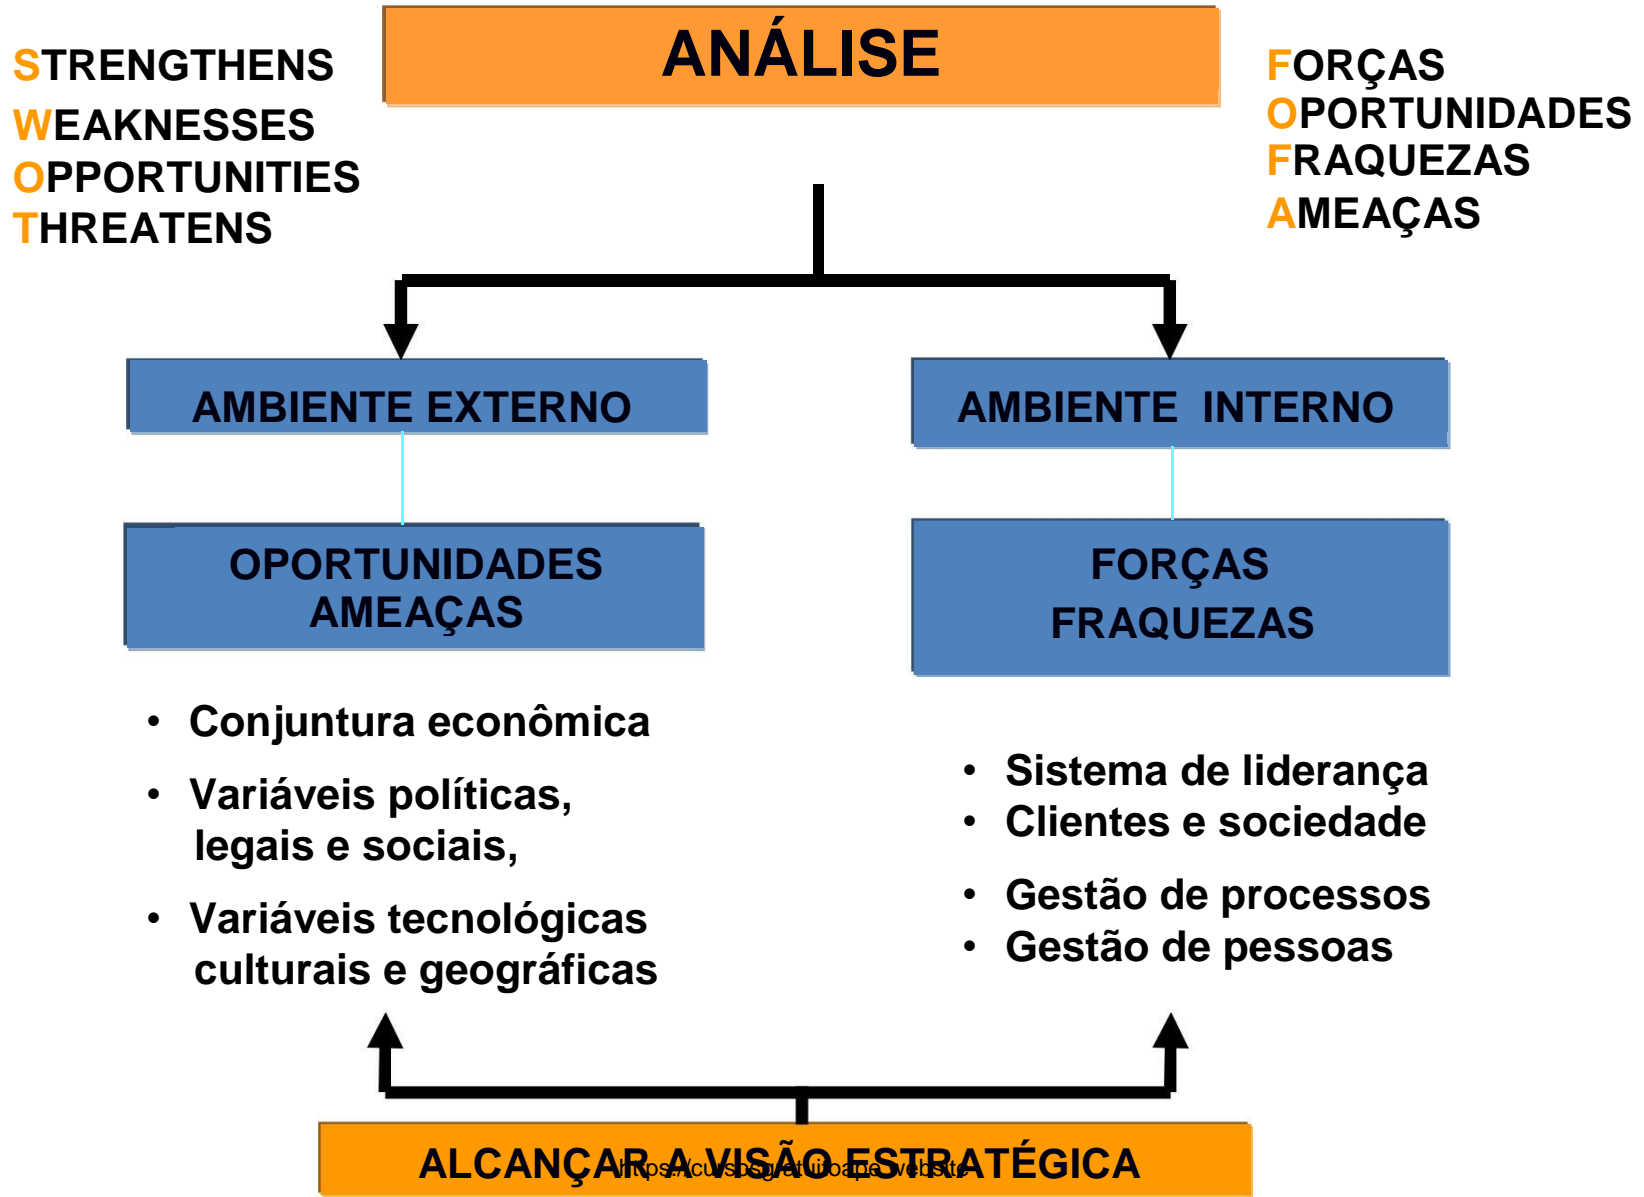 ANÁLISE
STRENGTHENS
WEAKNESSES
OPPORTUNITIES
THREATENS
FORÇAS
OPORTUNIDADES
FRAQUEZAS
AMEAÇAS
AMBIENTE EXTERNO
OPORTUNIDADES
AMEAÇAS
• Conjuntura econômica
• Variáveis políticas,
legais e sociais,
• Variáveis tecnológicas
culturais e geográficas
AMBIENTE INTERNO
FORÇAS
FRAQUEZAS
• Sistema de liderança
• Clientes e sociedade
• Gestão de processos
• Gestão de pessoas
ALCANÇAR A VISÃO ESTRATÉGICA